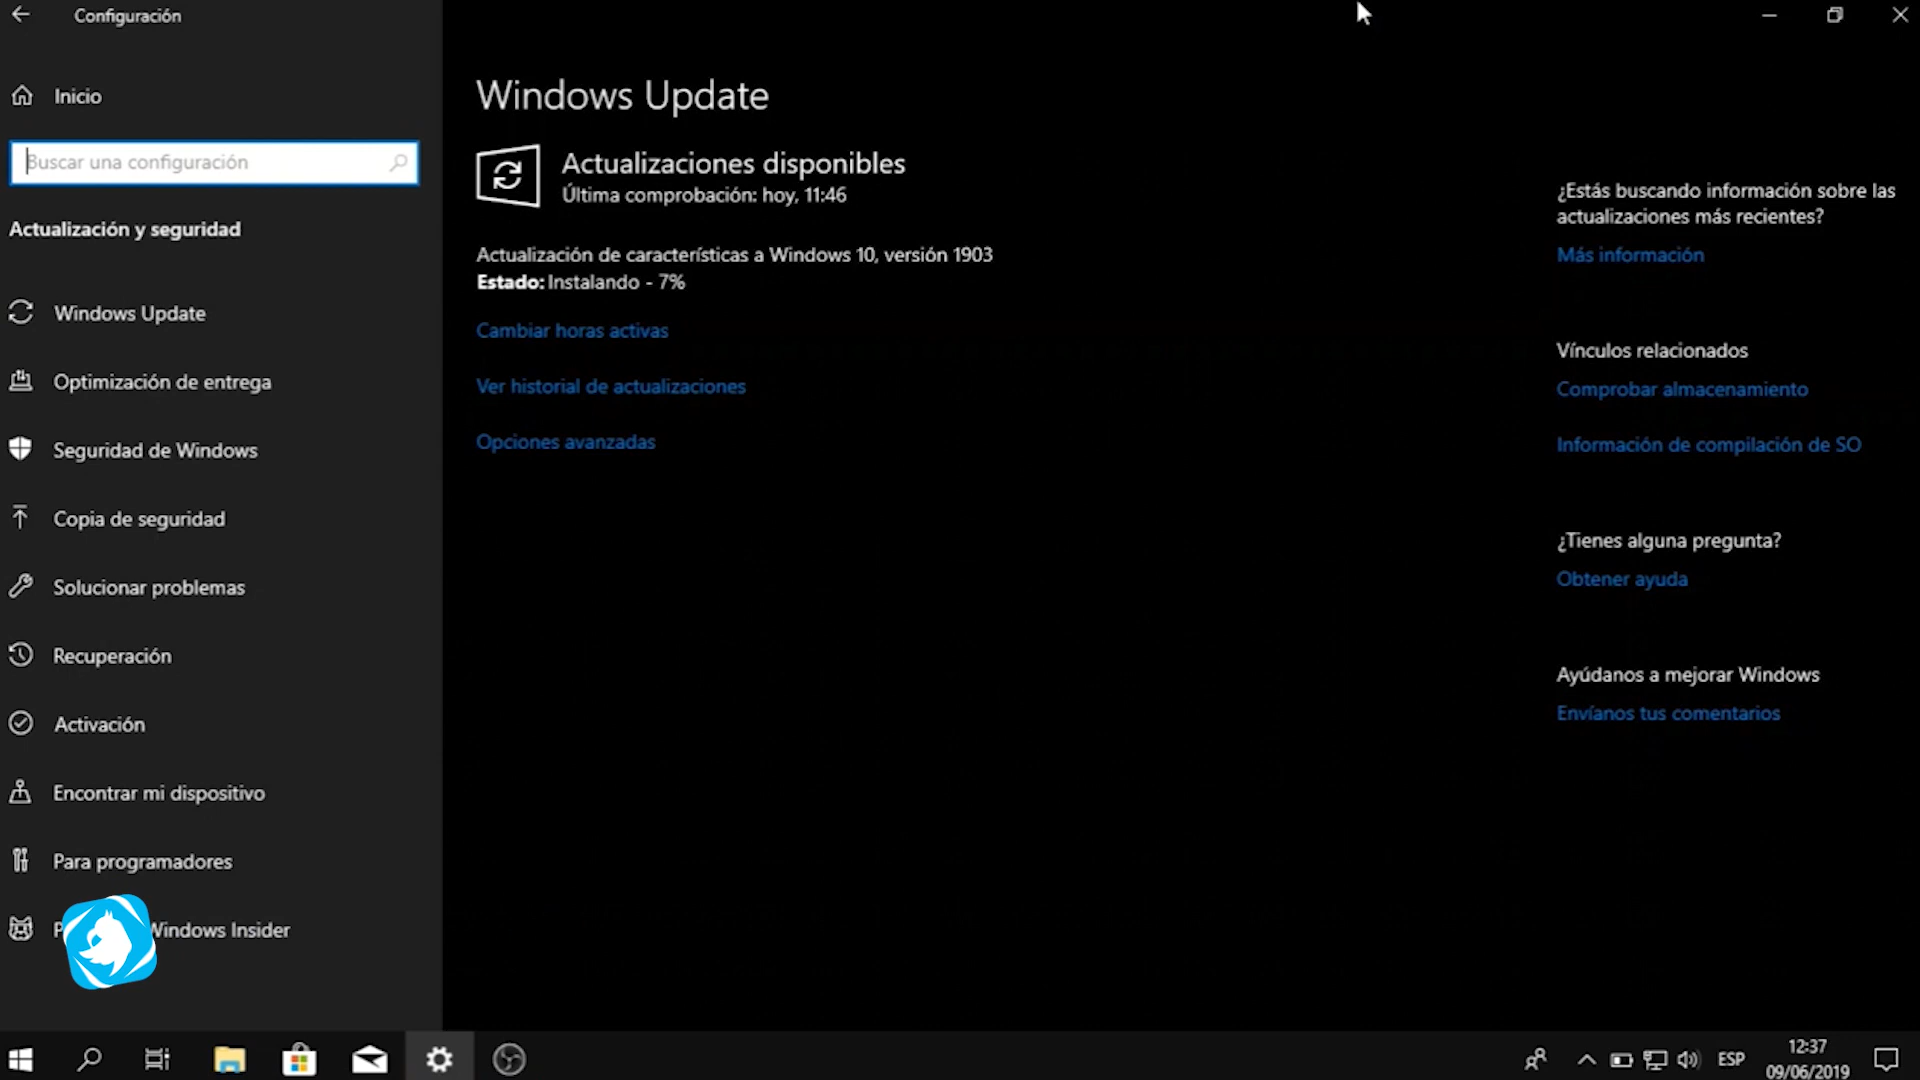 Configuración
Inicio
Buscar una configuración
Actualización y seguridad
Windows Update
Optimización de entrega
Seguridad de Windows
Copia de seguridad
Solucionar problemas
Recuperación
Activación
Encontrar mi dispositivo
Para programadores
Windows Insider
Windows Update
Actualizaciones disponibles
Última comprobación: hoy, 11:46
Actualización de características a Windows 10, versión 1903
Estado: Instalando - 7%
Cambiar horas activas
Ver historial de actualizaciones
Opciones avanzadas
¿Estás buscando información sobre las
actualizaciones más recientes?
Más información
Vínculos relacionados
Comprobar almacenamiento
Información de compilación de SO
¿Tienes alguna pregunta?
Obtener ayuda
Ayúdanos a mejorar Windows
Envíanos tus comentarios
ESP
12:37
09/06/2019